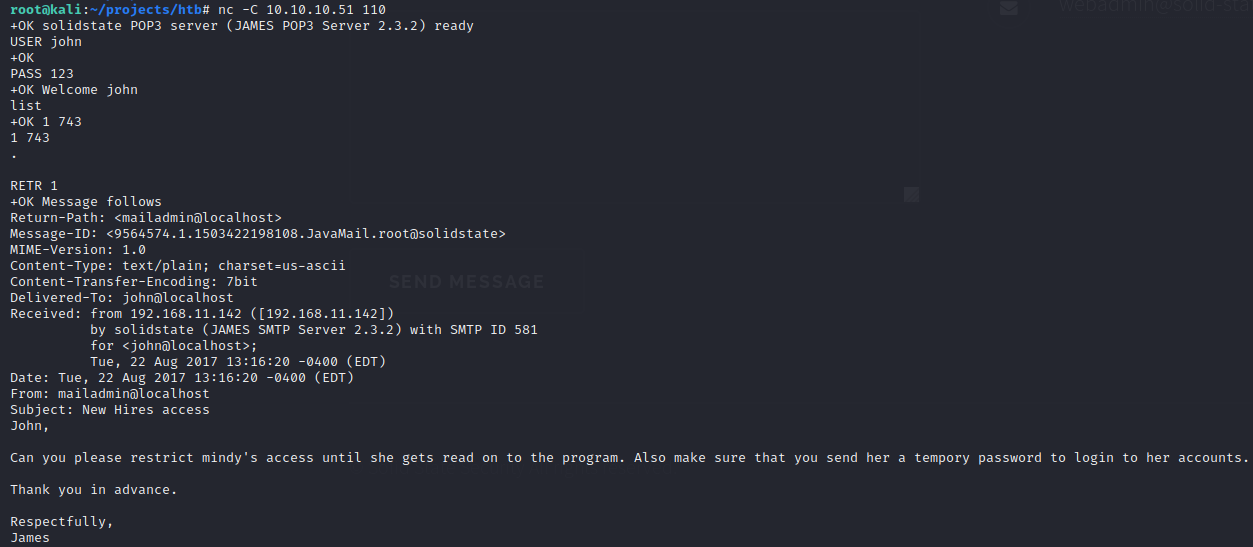 root@kali:~/projects/htb# nc -C 10.10.10.51 110
webadmin@solid-sta
+OK solidstate POP3 server (JAMES POP3 Server 2.3.2) ready
USER john
+OK
PASS 123
+OK Welcome john
list
+OK 1 743
1 743
.
RETR 1
+OK Message follows
Return-Path: <mailadmin@localhost>
Message-ID: <9564574.1.1503422198108.JavaMail.root@solidstate>
MIME-Version: 1.0
Content-Type: text/plain; charset=us-ascii
Content-Transfer-Encoding: 7bit
SEND MESSAGE
Delivered-To: john@localhost
Received: from 192.168.11.142 ([192.168.11.142])
          by solidstate (JAMES SMTP Server 2.3.2) with SMTP ID 581
          for <john@localhost>;
          Tue, 22 Aug 2017 13:16:20 -0400 (EDT)
Date: Tue, 22 Aug 2017 13:16:20 -0400 (EDT)
From: mailadmin@localhost
Subject: New Hires access
John,
Can you please restrict mindy's access until she gets read on to the program. Also make sure that you send her a tempory password to login to her accounts.
Thank you in advance.
Respectfully,
James